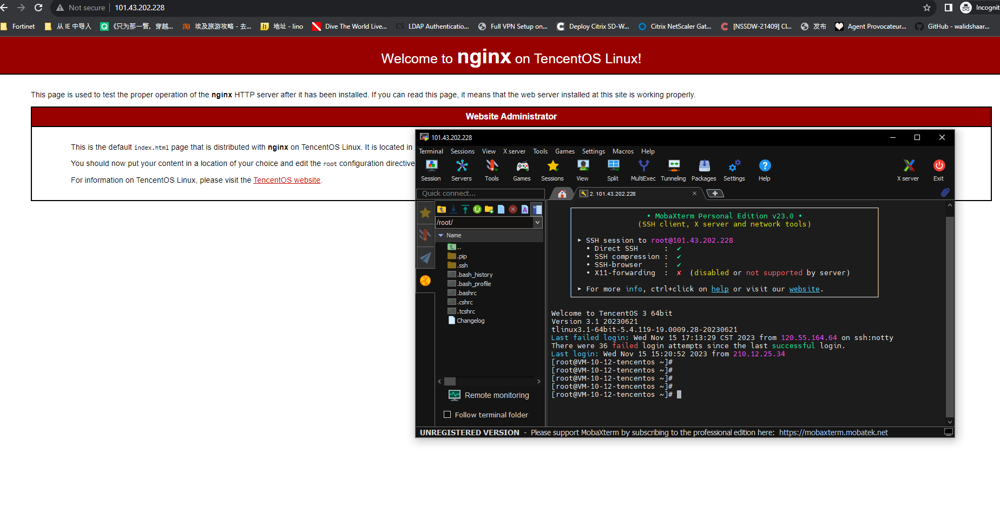 Not secure 101.43.202.228 Incognit
Fortinet 从 IE 中导入 《只为那一瞥，穿越... 埃及旅游攻略 - 去... 地址 - lino Dive The World Live... CS LDAP Authenticatio... Full VPN Setup on... Deploy Citrix SD-W... Citrix NetScaler Gat... [NSSDW-21409] Cl... 发布 Agent Provocateur... GitHub - walidshaar...
Welcome to nginx on TencentOS Linux!
This page is used to test the proper operation of the nginx HTTP server after it has been installed. If you can read this page, it means that the web server installed at this site is working properly.
Website Administrator
This is the default index.html page that is distributed with nginx on TencentOS Linux. It is located in
You should now put your content in a location of your choice and edit the root configuration directive
For information on TencentOS Linux, please visit the TencentOS website.
101.43.202.228
Terminal Sessions View X server Tools Games Settings Macros Help
Session Servers Tools Games Sessions View Split MultiExec Tunneling Packages Settings Help X server Exit
Quick connect...
2. 101.43.202.228
/root/
Name
..
.pip
.ssh
.bash_history
.bash_profile
.bashrc
.cshrc
.tcshrc
Changelog
Remote monitoring
Follow terminal folder
• MobaXterm Personal Edition v23.0 •
(SSH client, X server and network tools)
➤ SSH session to root@101.43.202.228
• Direct SSH : ✔
• SSH compression : ✔
• SSH-browser : ✔
• X11-forwarding : ✘ (disabled or not supported by server)
➤ For more info, ctrl+click on help or visit our website.
Welcome to TencentOS 3 64bit
Version 3.1 20230621
tlinux3.1-64bit-5.4.119-19.0009.28-20230621
Last failed login: Wed Nov 15 17:13:29 CST 2023 from 120.55.164.64 on ssh:notty
There were 36 failed login attempts since the last successful login.
Last login: Wed Nov 15 15:20:52 2023 from 210.12.25.34
[root@VM-10-12-tencentos ~]#
[root@VM-10-12-tencentos ~]#
[root@VM-10-12-tencentos ~]#
[root@VM-10-12-tencentos ~]#
[root@VM-10-12-tencentos ~]#
UNREGISTERED VERSION - Please support MobaXterm by subscribing to the professional edition here: https://mobaxterm.mobatek.net